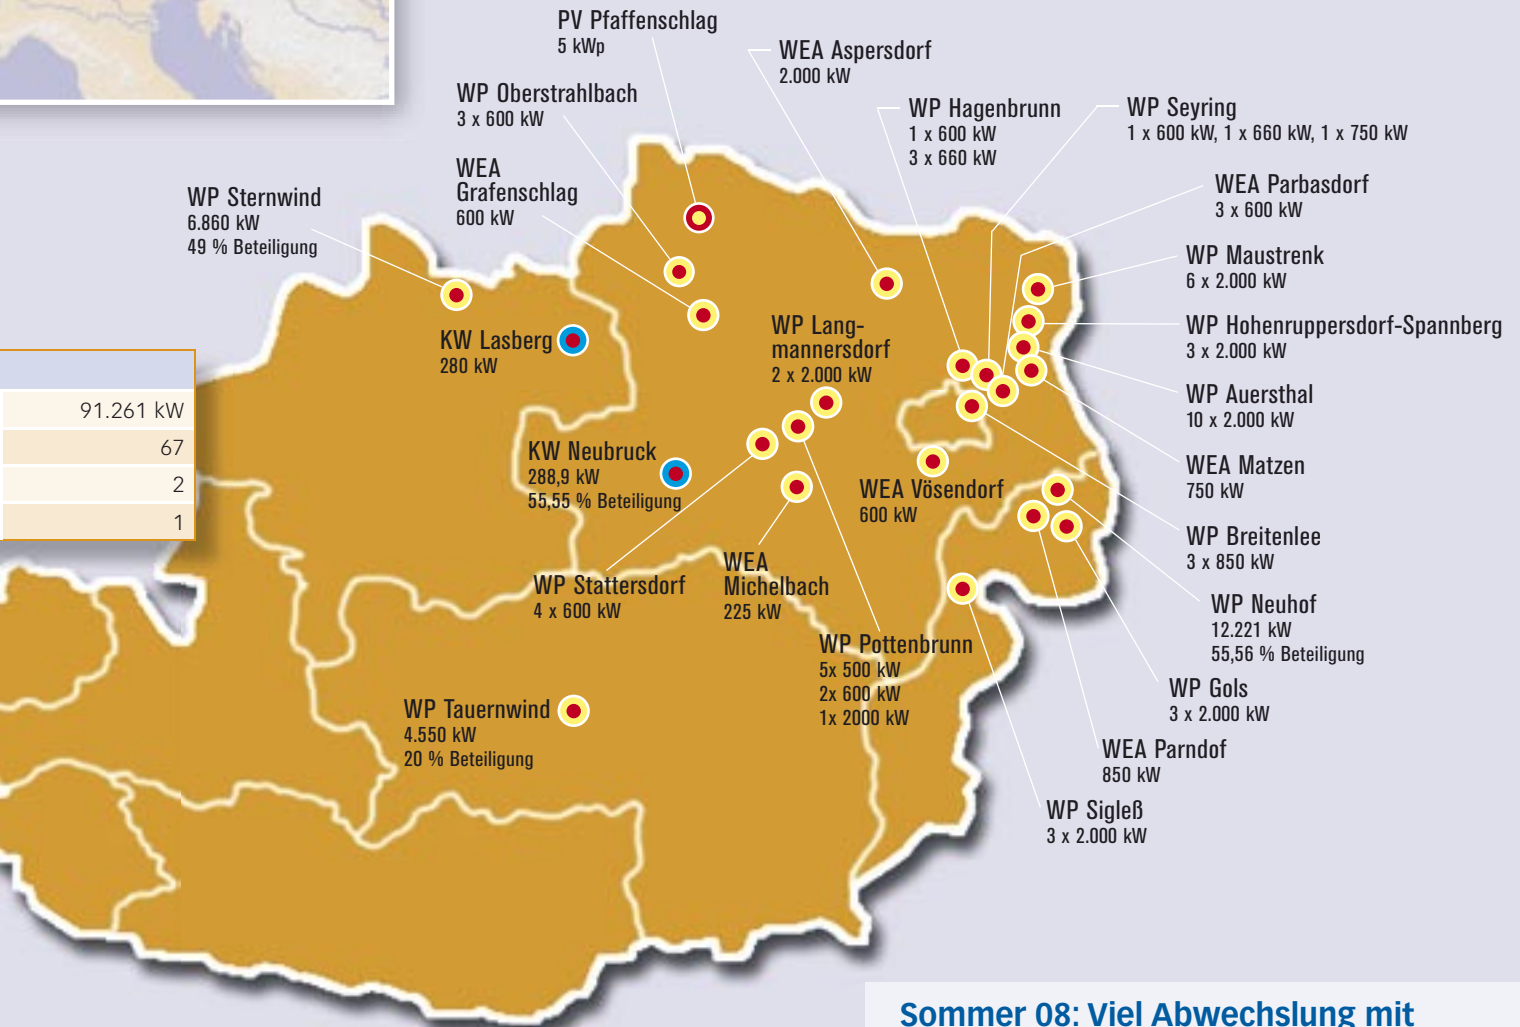 PV Pfaffenschlag
5 kWp
WEA Aspersdorf
2.000 kW
WP Oberstrahlbach
3 x 600 kW
WP Hagenbrunn
1 x 600 kW
3 x 660 kW
WP Seyring
1 x 600 kW, 1 x 660 kW, 1 x 750 kW
WEA
Grafenschlag
600 kW
WP Sternwind
6.860 kW
49 % Beteiligung
WEA Parbasdorf
3 x 600 kW
WP Maustrenk
6 x 2.000 kW
KW Lasberg
280 kW
WP Lang-
mannersdorf
2 x 2.000 kW
WP Hohenruppersdorf-Spannberg
3 x 2.000 kW
WP Auersthal
10 x 2.000 kW
91.261 kW
67
2
1
KW Neubruck
288,9 kW
55,55 % Beteiligung
WEA Vösendorf
600 kW
WEA Matzen
750 kW
WP Breitenlee
3 x 850 kW
WP Stattersdorf
4 x 600 kW
WEA
Michelbach
225 kW
WP Neuhof
12.221 kW
55,56 % Beteiligung
WP Pottenbrunn
5x 500 kW
2x 600 kW
1x 2000 kW
WP Gols
3 x 2.000 kW
WP Tauernwind
4.550 kW
20 % Beteiligung
WEA Parndof
850 kW
WP Sigleß
3 x 2.000 kW
Sommer 08: Viel Abwechslung mit